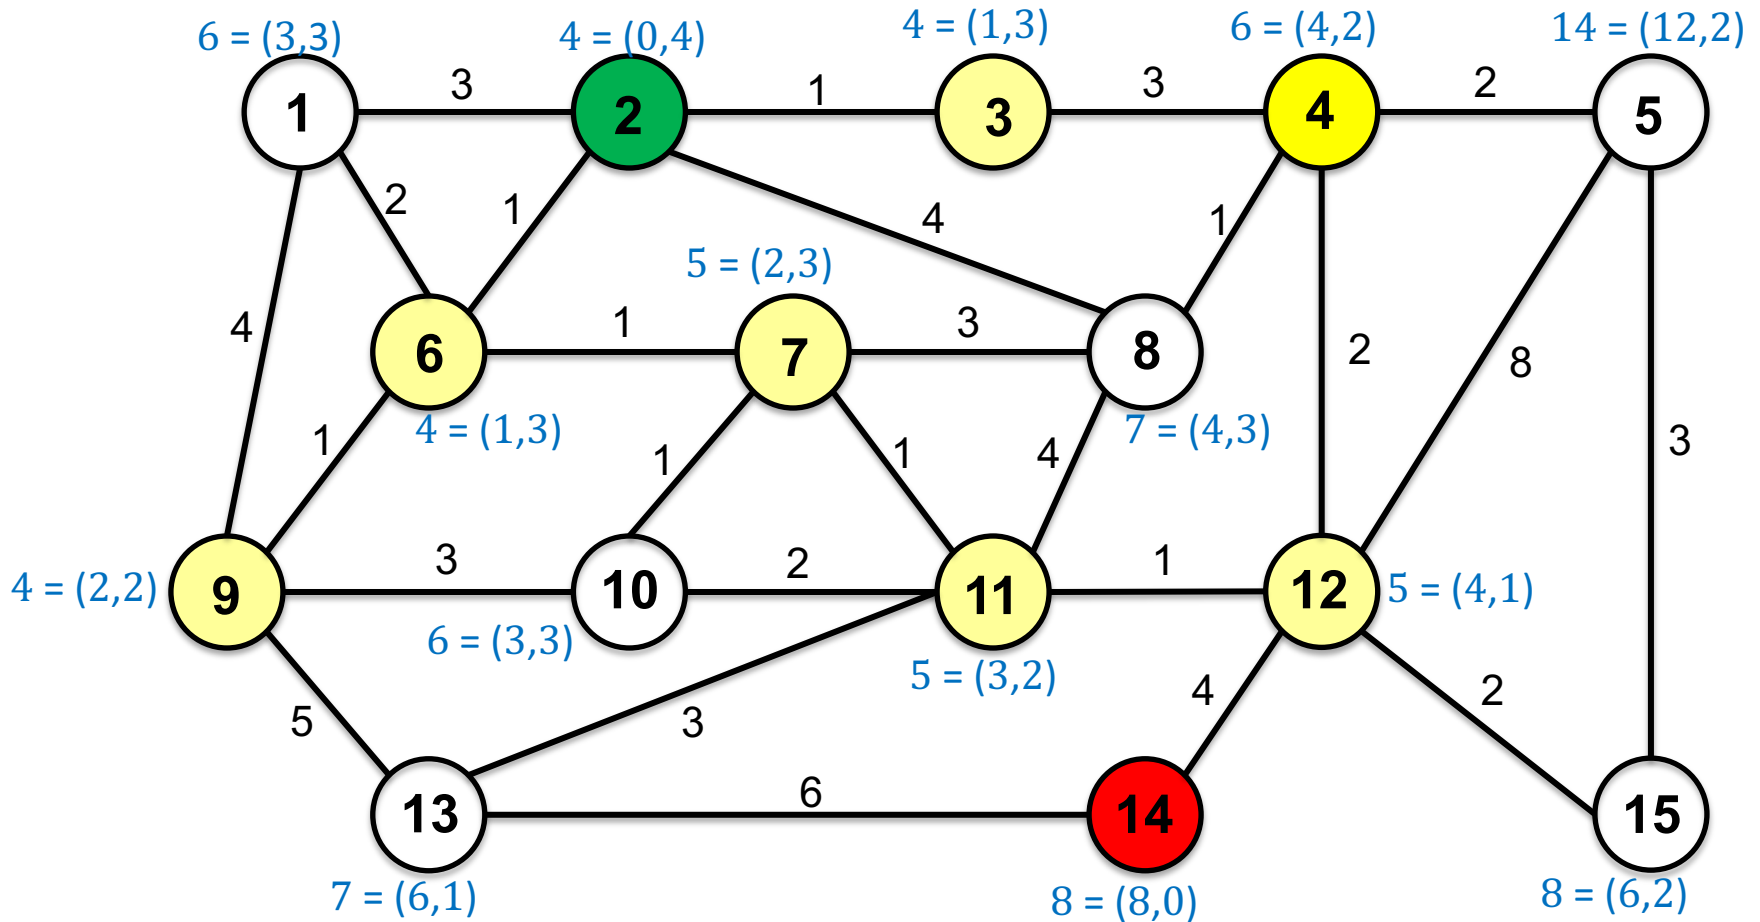 6 = (3,3)
4 = (0,4)
4 = (1,3)
6 = (4,2)
14 = (12,2)
1
3
2
1
3
3
4
2
5
2
1
4
1
5 = (2,3)
4
6
1
7
3
8
2
8
4 = (1,3)
7 = (4,3)
3
1
1
1
4
4 = (2,2)
9
3
10
2
11
1
12
5 = (4,1)
6 = (3,3)
5 = (3,2)
5
3
4
2
13
6
14
15
7 = (6,1)
8 = (8,0)
8 = (6,2)